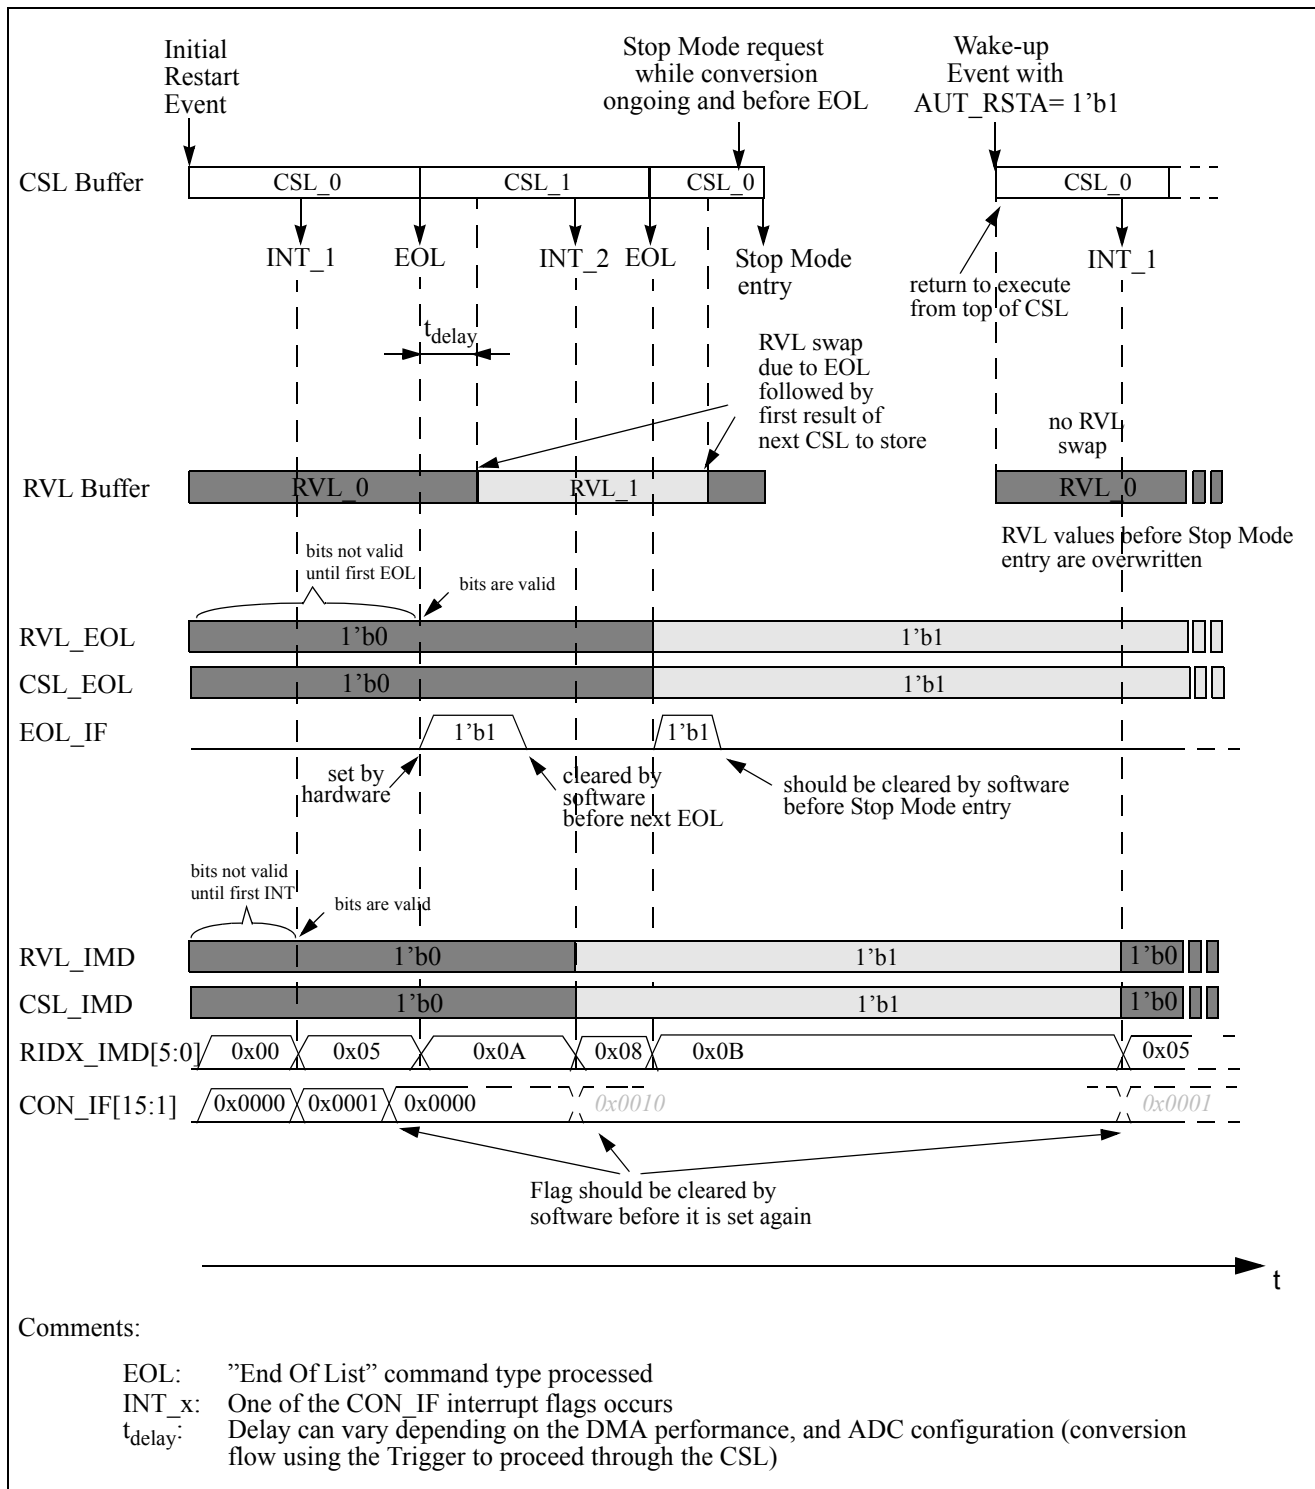 Initial
Restart
Event
Stop Mode request
while conversion
ongoing and before EOL
Wake-up
Event with
AUT_RSTA= 1’b1
CSL Buffer
CSL_0
CSL_1
CSL_0
CSL_0
INT_1
EOL
INT_2
EOL
Stop Mode
entry
INT_1
return to execute
from top of CSL
tdelay
RVL swap
due to EOL
followed by
first result of
next CSL to store
no RVL
swap
RVL Buffer
RVL_0
RVL_1
RVL_0
RVL values before Stop Mode
entry are overwritten
bits not valid
until first EOL
bits are valid
RVL_EOL
1’b0
1’b1
CSL_EOL
1’b0
1’b1
EOL_IF
1’b1
1’b1
set by
hardware
cleared by
software
before next EOL
should be cleared by software
before Stop Mode entry
bits not valid
until first INT
bits are valid
RVL_IMD
1’b0
1’b1
1’b0
CSL_IMD
1’b0
1’b1
1’b0
RIDX_IMD[5:0]
0x00
0x05
0x0A
0x08
0x0B
0x05
CON_IF[15:1]
0x0000
0x0001
0x0000
0x0010
0x0001
Flag should be cleared by
software before it is set again
t
Comments:
EOL: ”End Of List” command type processed
INT_x: One of the CON_IF interrupt flags occurs
tdelay: Delay can vary depending on the DMA performance, and ADC configuration (conversion
flow using the Trigger to proceed through the CSL)